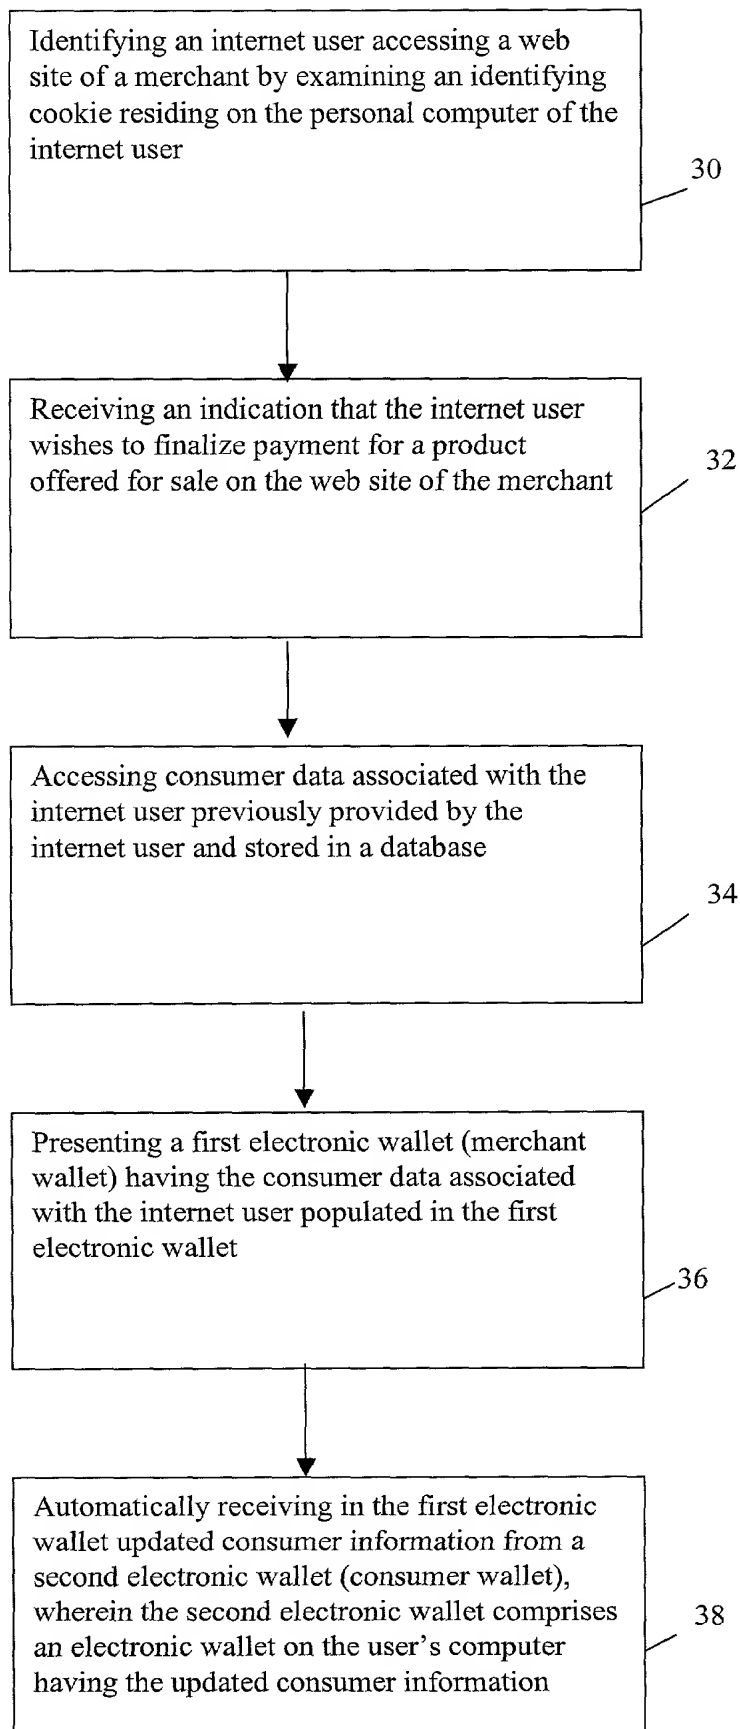 Identifying an internet user accessing a web
site of a merchant by examining an identifying
cookie residing on the personal computer of the
internet user
30
Receiving an indication that the internet user
wishes to finalize payment for a product
offered for sale on the web site of the merchant
32
Accessing consumer data associated with the
internet user previously provided by the
internet user and stored in a database
34
Presenting a first electronic wallet (merchant
wallet) having the consumer data associated
with the internet user populated in the first
electronic wallet
36
Automatically receiving in the first electronic
wallet updated consumer information from a
second electronic wallet (consumer wallet),
wherein the second electronic wallet comprises
an electronic wallet on the user's computer
having the updated consumer information
38